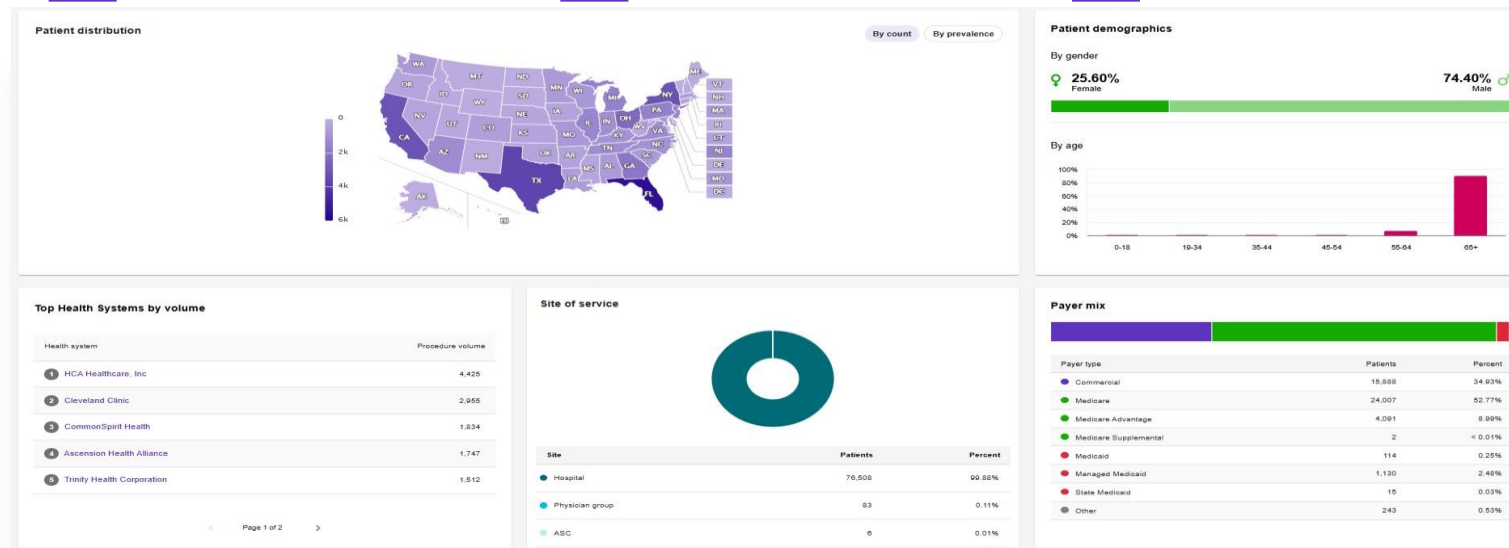 Patient distribution
By count
By prevalence
0
2k
4k
6k
WA
OR
CA
NV
ID
MT
WY
UT
AZ
CO
NM
ND
SD
NE
KS
OK
TX
MN
IA
MO
AR
LA
WI
IL
MS
MI
IN
KY
TN
AL
OH
WV
GA
FL
SC
NC
VA
PA
NY
ME
VT
NH
MA
RI
CT
NJ
DE
MD
DC
AK
HI
Patient demographics
By gender
25.60%
Female
74.40%
Male
By age
100%
80%
60%
40%
20%
0%
0-18
19-34
35-44
45-54
55-64
65+
Top Health Systems by volume
Health system
Procedure volume
1 HCA Healthcare, Inc 4,425
2 Cleveland Clinic 2,955
3 CommonSpirit Health 1,834
4 Ascension Health Alliance 1,747
5 Trinity Health Corporation 1,512
< Page 1 of 2 >
Site of service
Site Patients Percent
Hospital 76,508 99.88%
Physician group 83 0.11%
ASC 6 0.01%
Payer mix
Payer type Patients Percent
Commercial 15,888 34.93%
Medicare 24,007 52.77%
Medicare Advantage 4,091 8.99%
Medicare Supplemental 2 < 0.01%
Medicaid 114 0.25%
Managed Medicaid 1,130 2.48%
State Medicaid 15 0.03%
Other 243 0.53%